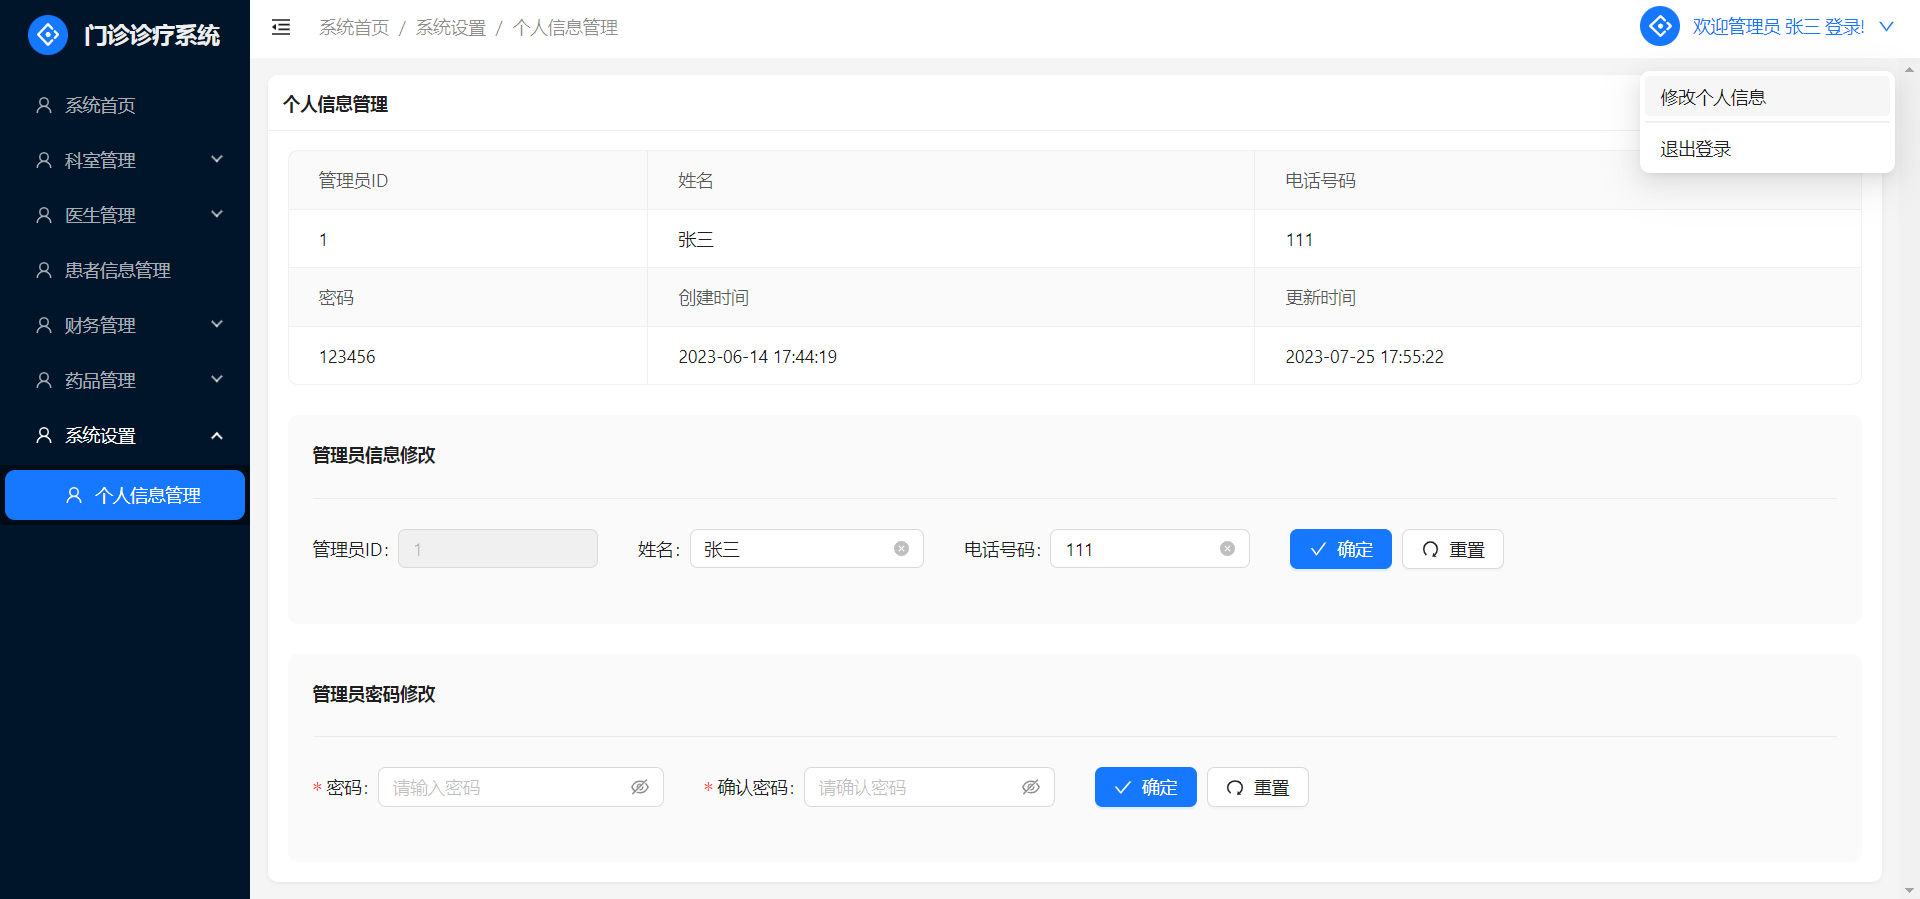 门诊诊疗系统
系统首页
科室管理
医生管理
患者信息管理
财务管理
药品管理
系统设置
个人信息管理
系统首页 / 系统设置 / 个人信息管理
欢迎管理员 张三 登录!
修改个人信息
退出登录
个人信息管理
管理员ID 姓名 电话号码
1 张三 111
密码 创建时间 更新时间
123456 2023-06-14 17:44:19 2023-07-25 17:55:22
管理员信息修改
管理员ID: 1 姓名: 张三 电话号码: 111 确定 重置
管理员密码修改
* 密码: 请输入密码 * 确认密码: 请确认密码 确定 重置